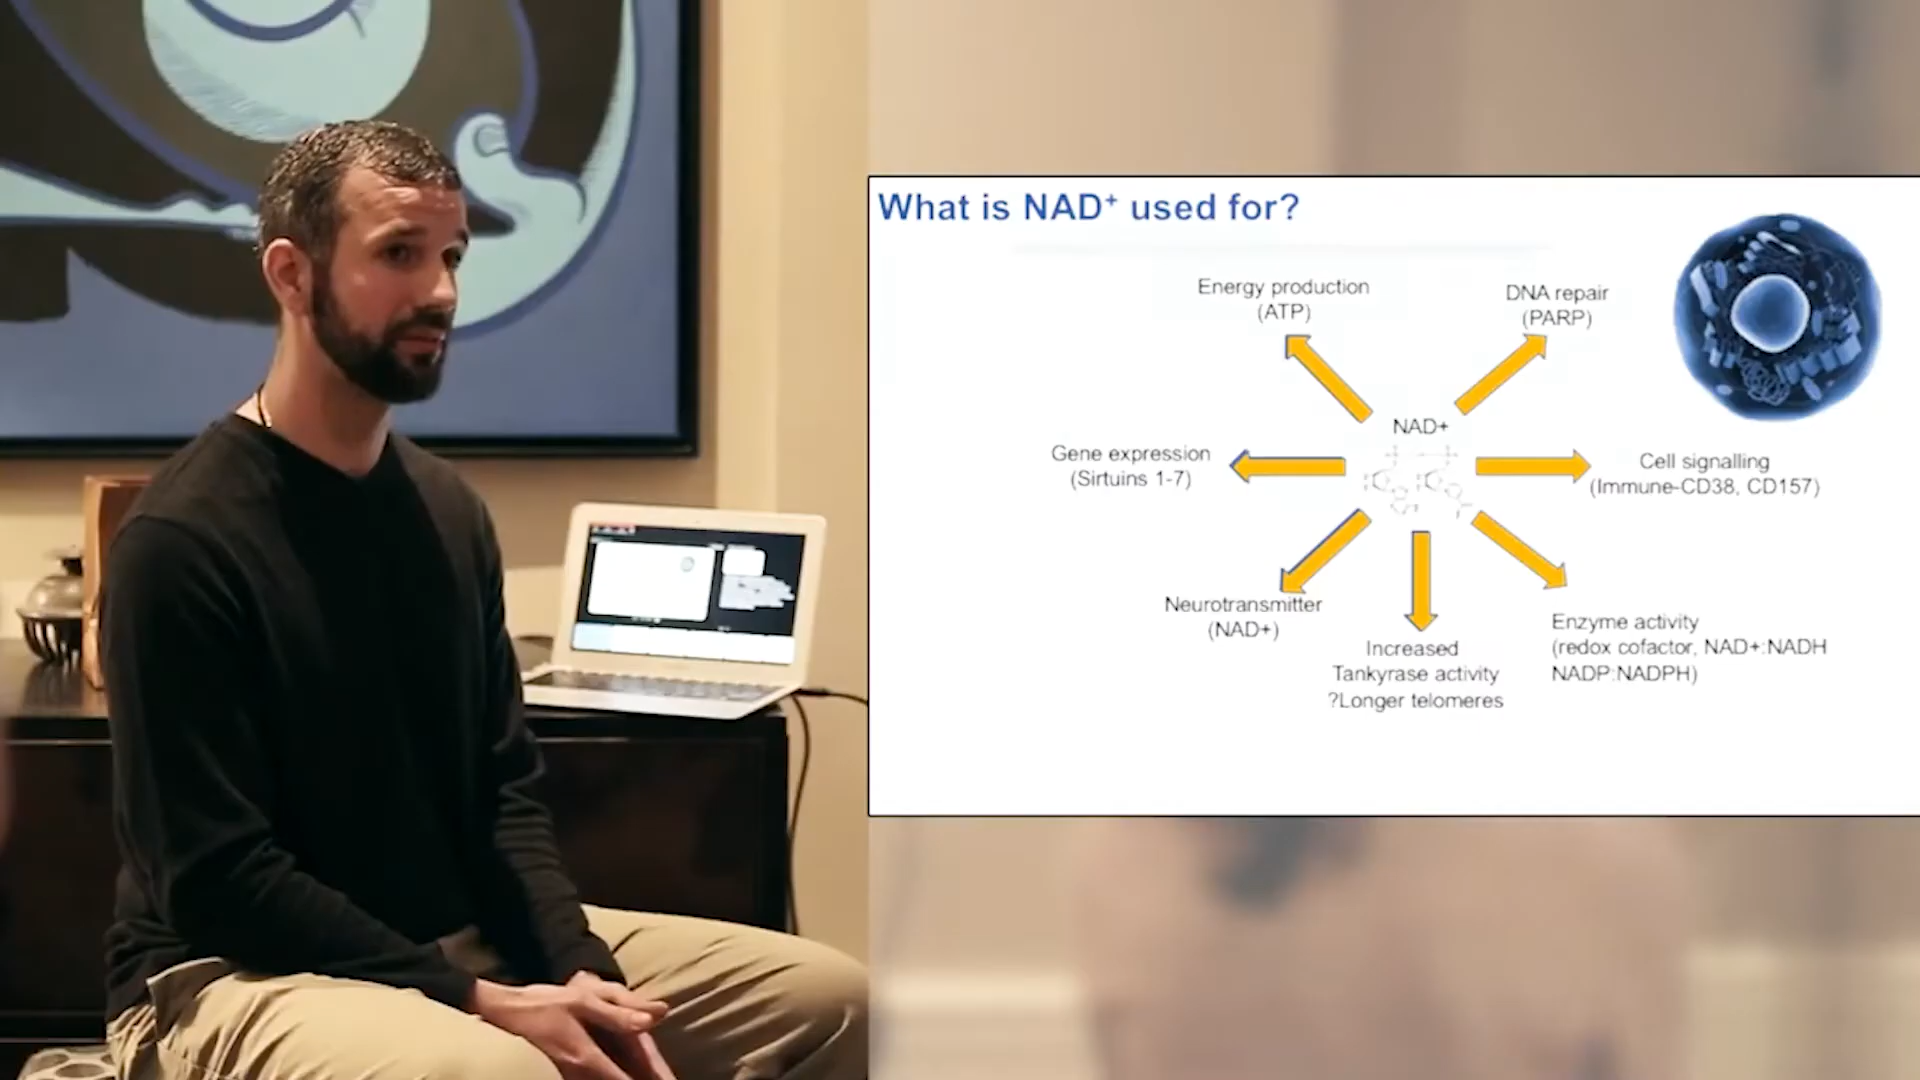 What is NAD⁺ used for?
Energy production
(ATP)
DNA repair
(PARP)
NAD+
Gene expression
(Sirtuins 1-7)
Cell signalling
(Immune-CD38, CD157)
Neurotransmitter
(NAD+)
Increased
Tankyrase activity
?Longer telomeres
Enzyme activity
(redox cofactor, NAD+:NADH
NADP:NADPH)